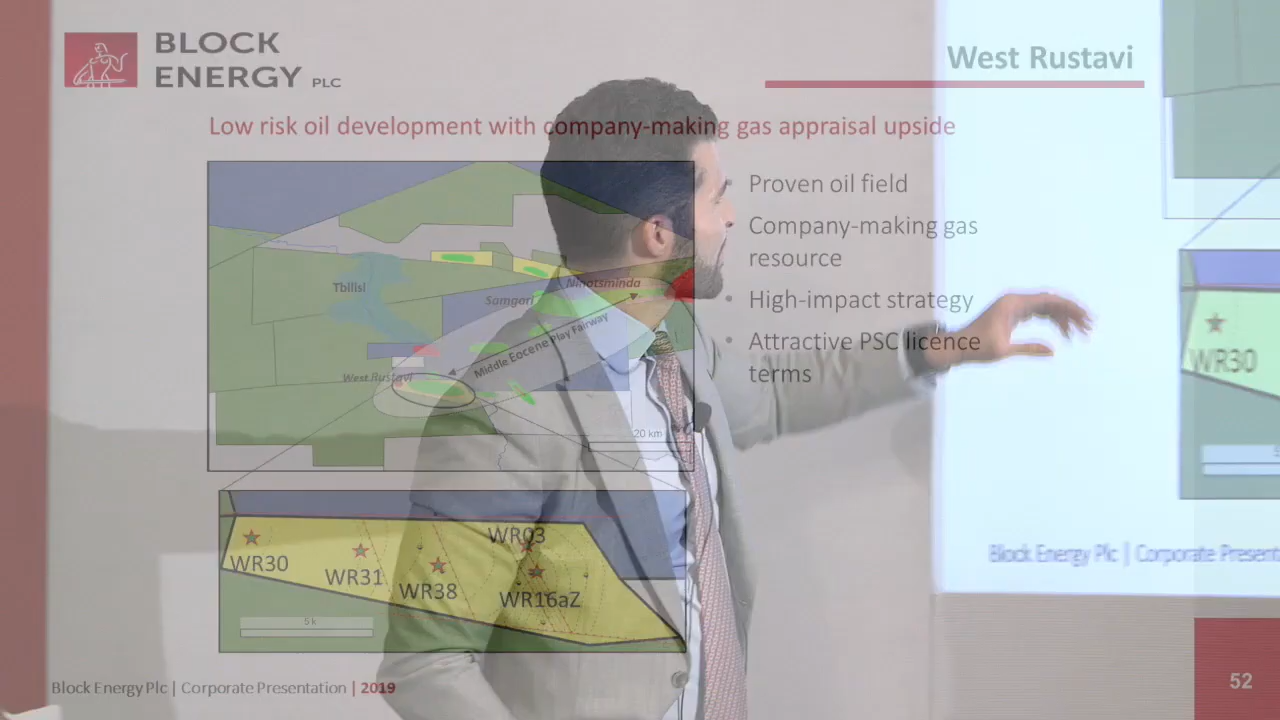 BLOCK
ENERGY PLC
West Rustavi
Low risk oil development with company-making gas appraisal upside
Proven oil field
Company-making gas
resource
• High-impact strategy
• Attractive PSC licence
terms
Tbilisi
Samgori
Ninotsminda
Middle Eocene Play Fairway
West Rustavi
20 km
WR30
WR31
WR38
WR03
WR16aZ
5 k
WR30
Block Energy Plc | Corporate Presentation | 2019
Block Energy Plc | Corporate Presentat
52